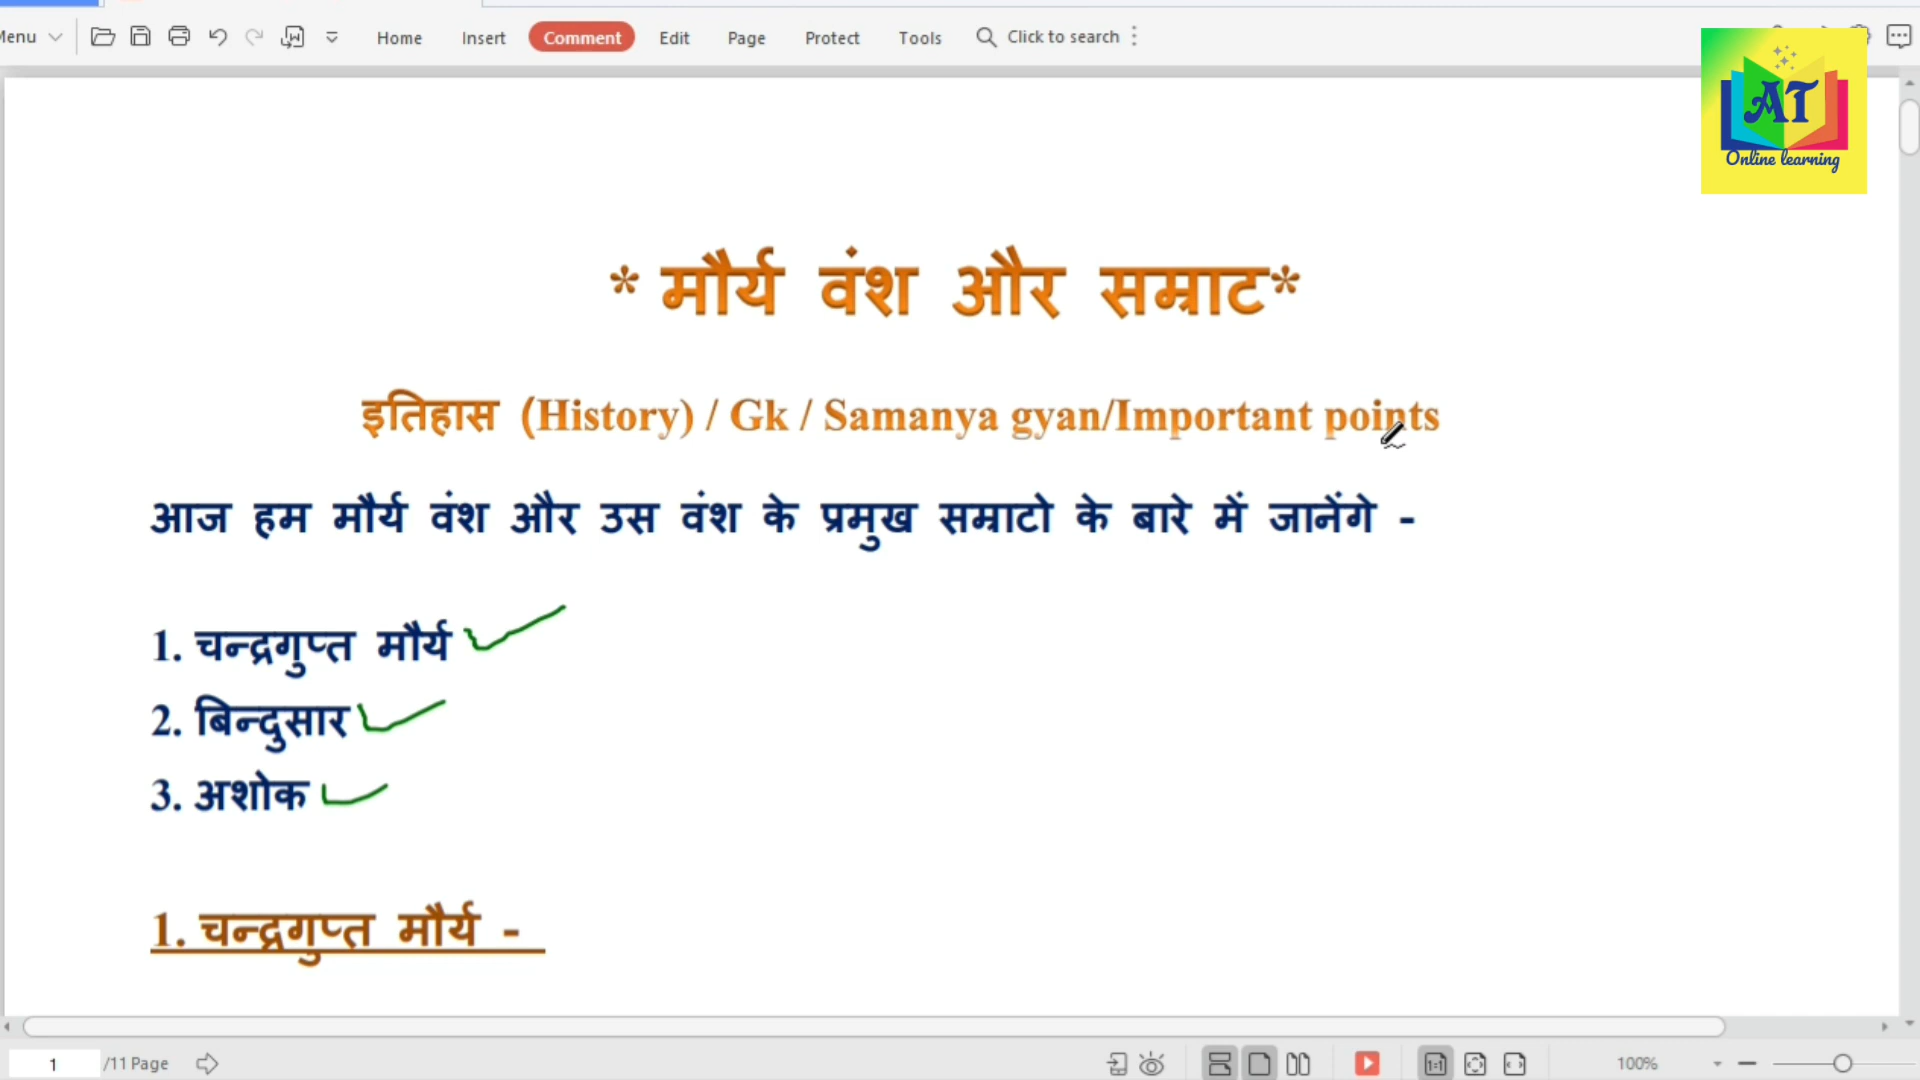 Menu Home Insert Comment Edit Page Protect Tools Click to search
AT
Online learning
* मौर्य वंश और सम्राट*
इतिहास (History) / Gk / Samanya gyan/Important points
आज हम मौर्य वंश और उस वंश के प्रमुख सम्राटो के बारे में जानेंगे -
1. चन्द्रगुप्त मौर्य
2. बिन्दुसार
3. अशोक
1. चन्द्रगुप्त मौर्य -
1 /11 Page 100%